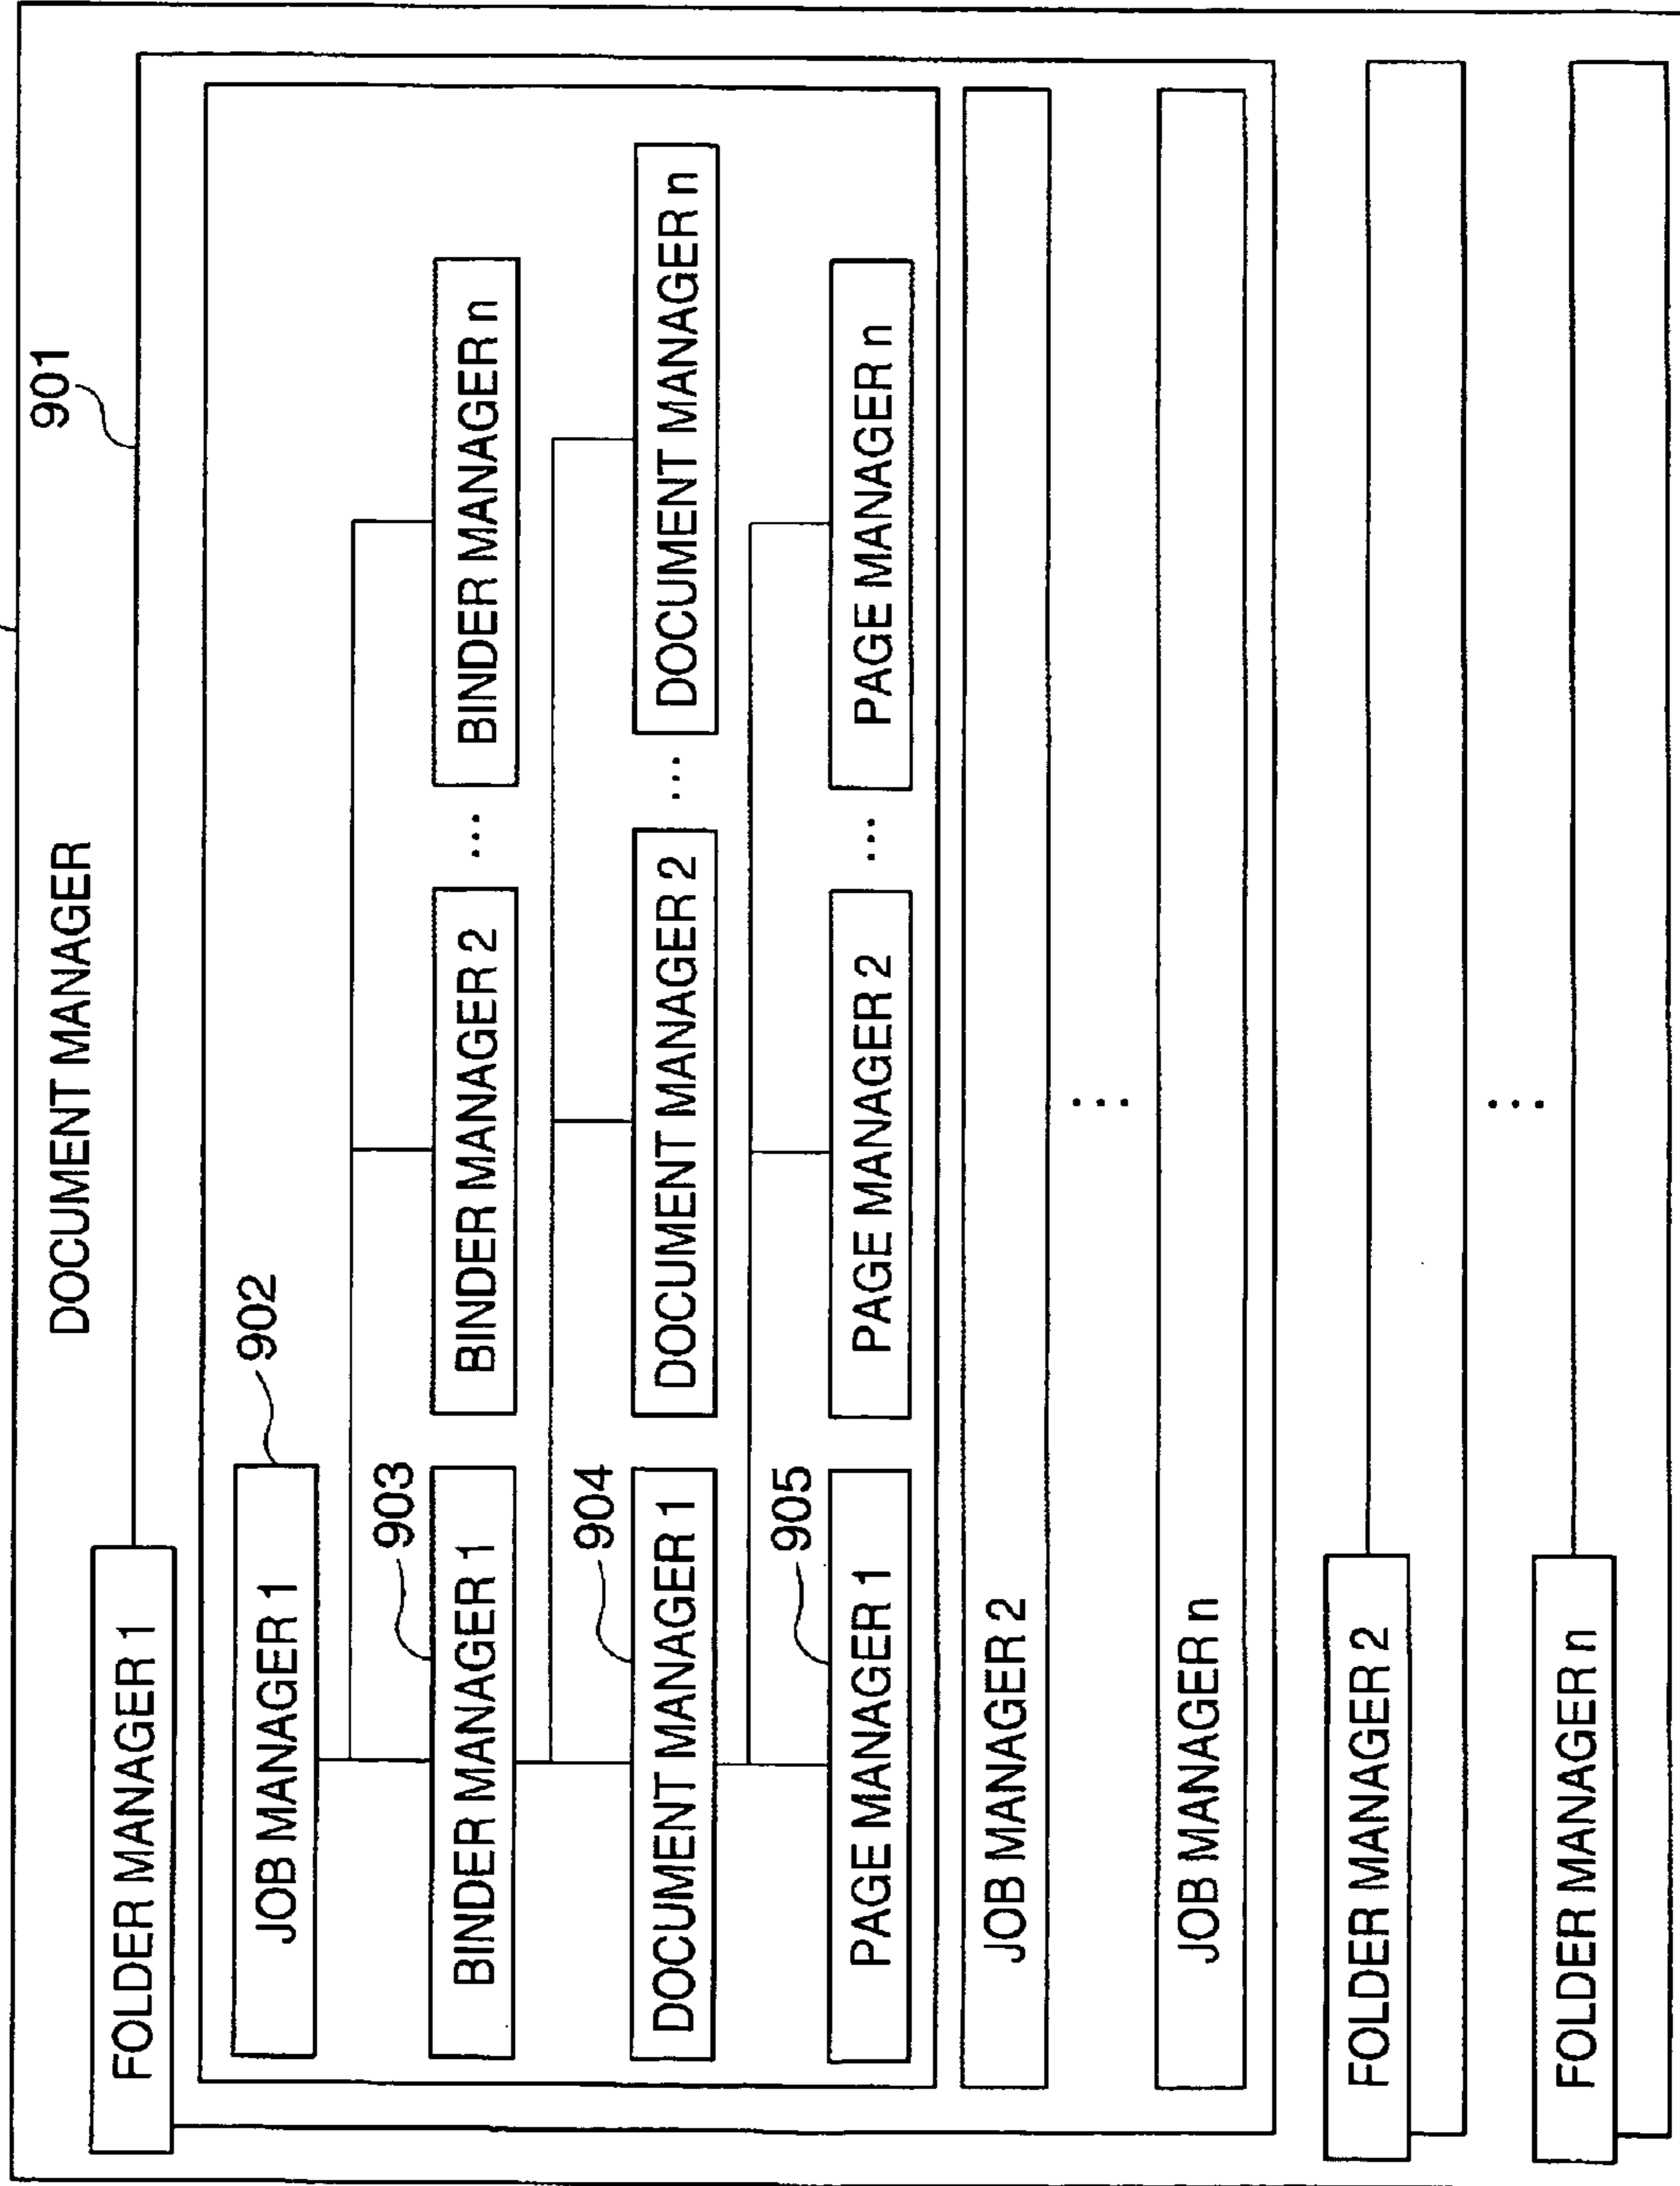 DOCUMENT MANAGER
901
FOLDER MANAGER 1
902
JOB MANAGER 1
903
BINDER MANAGER 1
BINDER MANAGER 2
...
BINDER MANAGER n
904
DOCUMENT MANAGER 1
DOCUMENT MANAGER 2
...
DOCUMENT MANAGER n
905
PAGE MANAGER 1
PAGE MANAGER 2
...
PAGE MANAGER n
JOB MANAGER 2
...
JOB MANAGER n
FOLDER MANAGER 2
...
FOLDER MANAGER n